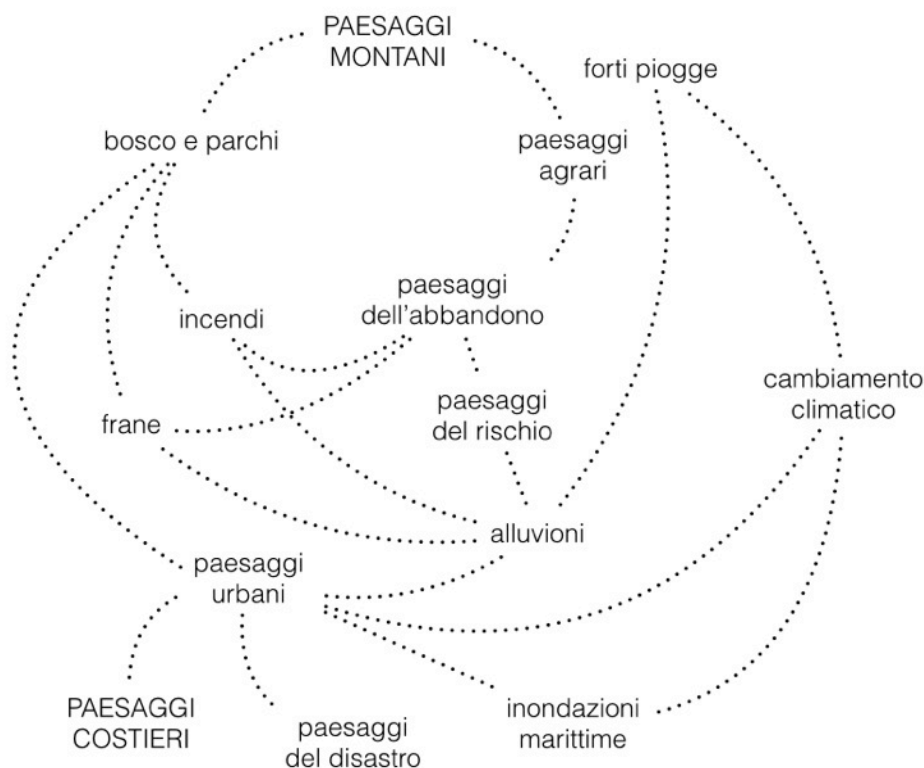 PAESAGGI
MONTANI
forti piogge
bosco e parchi
paesaggi
agrari
paesaggi
dell'abbandono
incendi
cambiamento
climatico
paesaggi
del rischio
frane
alluvioni
paesaggi
urbani
PAESAGGI
COSTIERI
inondazioni
marittime
paesaggi
del disastro